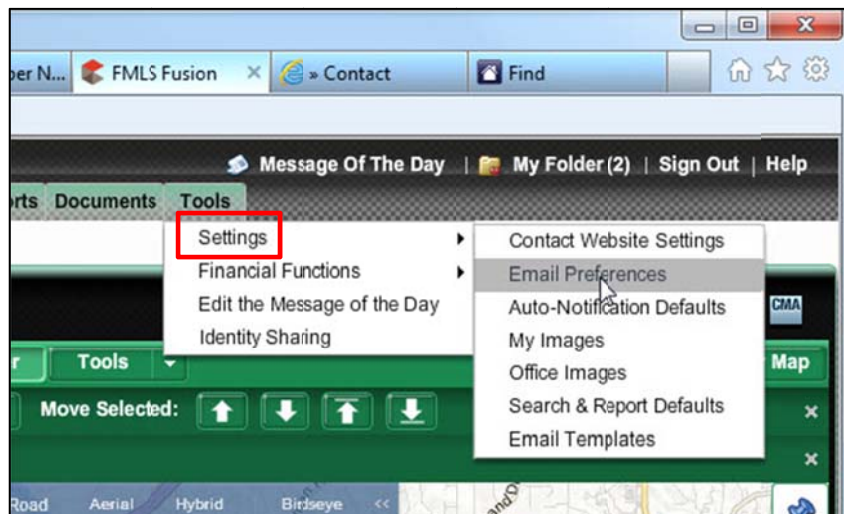 ber N... FMLS Fusion × » Contact Find
Message Of The Day | My Folder(2) | Sign Out | Help
rts Documents Tools
Settings
Financial Functions
Edit the Message of the Day
Identity Sharing
Contact Website Settings
Email Preferences
Auto-Notification Defaults
My Images
Office Images
Search & Report Defaults
Email Templates
CMA
r Tools Map
Move Selected: ×
×
Road Aerial Hybrid Birdseye <<